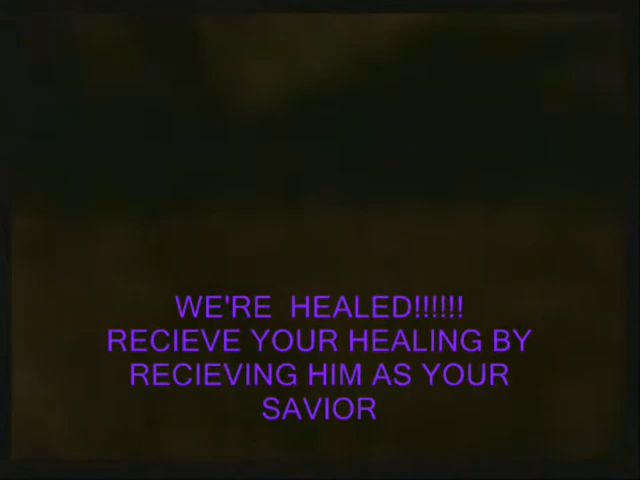 WE'RE  HEALED!!!!!!
RECIEVE YOUR HEALING BY
RECIEVING HIM AS YOUR
SAVIOR